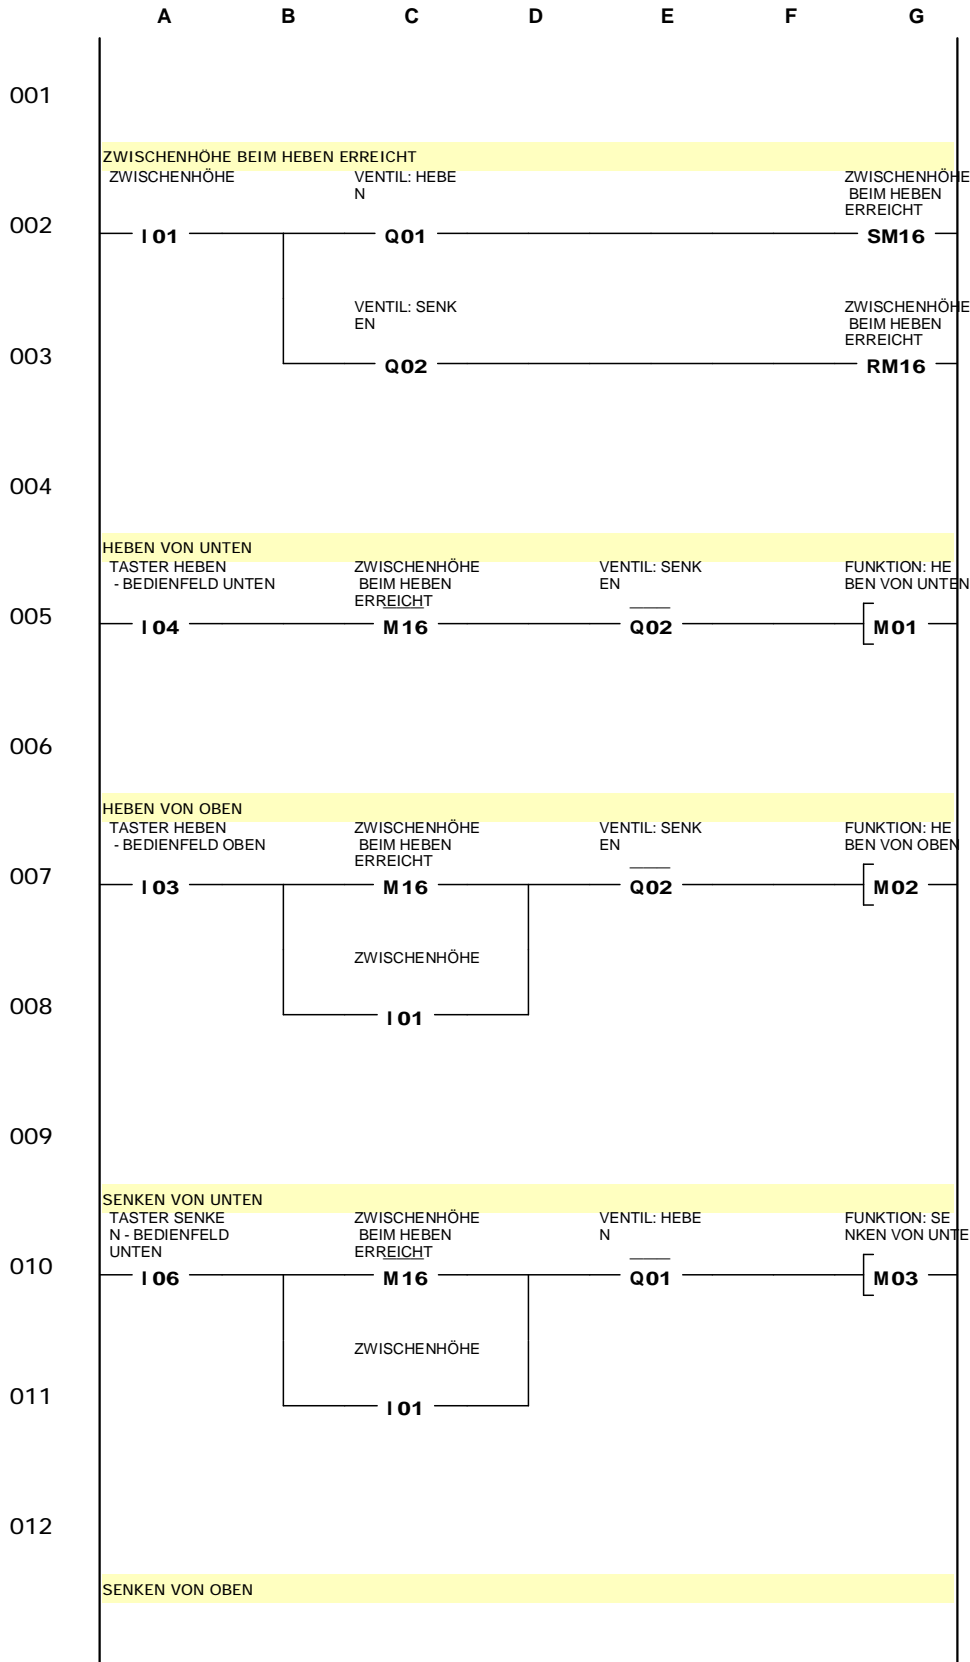 A B C D E F G
001
ZWISCHENHÖHE BEIM HEBEN ERREICHT
ZWISCHENHÖHE VENTIL: HEBE ZWISCHENHÖHE
N BEIM HEBEN
ERREICHT
002 I01 Q01 SM16
VENTIL: SENK ZWISCHENHÖHE
EN BEIM HEBEN
ERREICHT
003 Q02 RM16
004
HEBEN VON UNTEN
TASTER HEBEN ZWISCHENHÖHE VENTIL: SENK FUNKTION: HE
- BEDIENFELD UNTEN BEIM HEBEN EN BEN VON UNTEN
ERREICHT
005 I04 M16 Q02 M01
006
HEBEN VON OBEN
TASTER HEBEN ZWISCHENHÖHE VENTIL: SENK FUNKTION: HE
- BEDIENFELD OBEN BEIM HEBEN EN BEN VON OBEN
ERREICHT
007 I03 M16 Q02 M02
ZWISCHENHÖHE
008 I01
009
SENKEN VON UNTEN
TASTER SENKE ZWISCHENHÖHE VENTIL: HEBE FUNKTION: SE
N - BEDIENFELD BEIM HEBEN N NKEN VON UNTE
UNTEN ERREICHT
010 I06 M16 Q01 M03
ZWISCHENHÖHE
011 I01
012
SENKEN VON OBEN